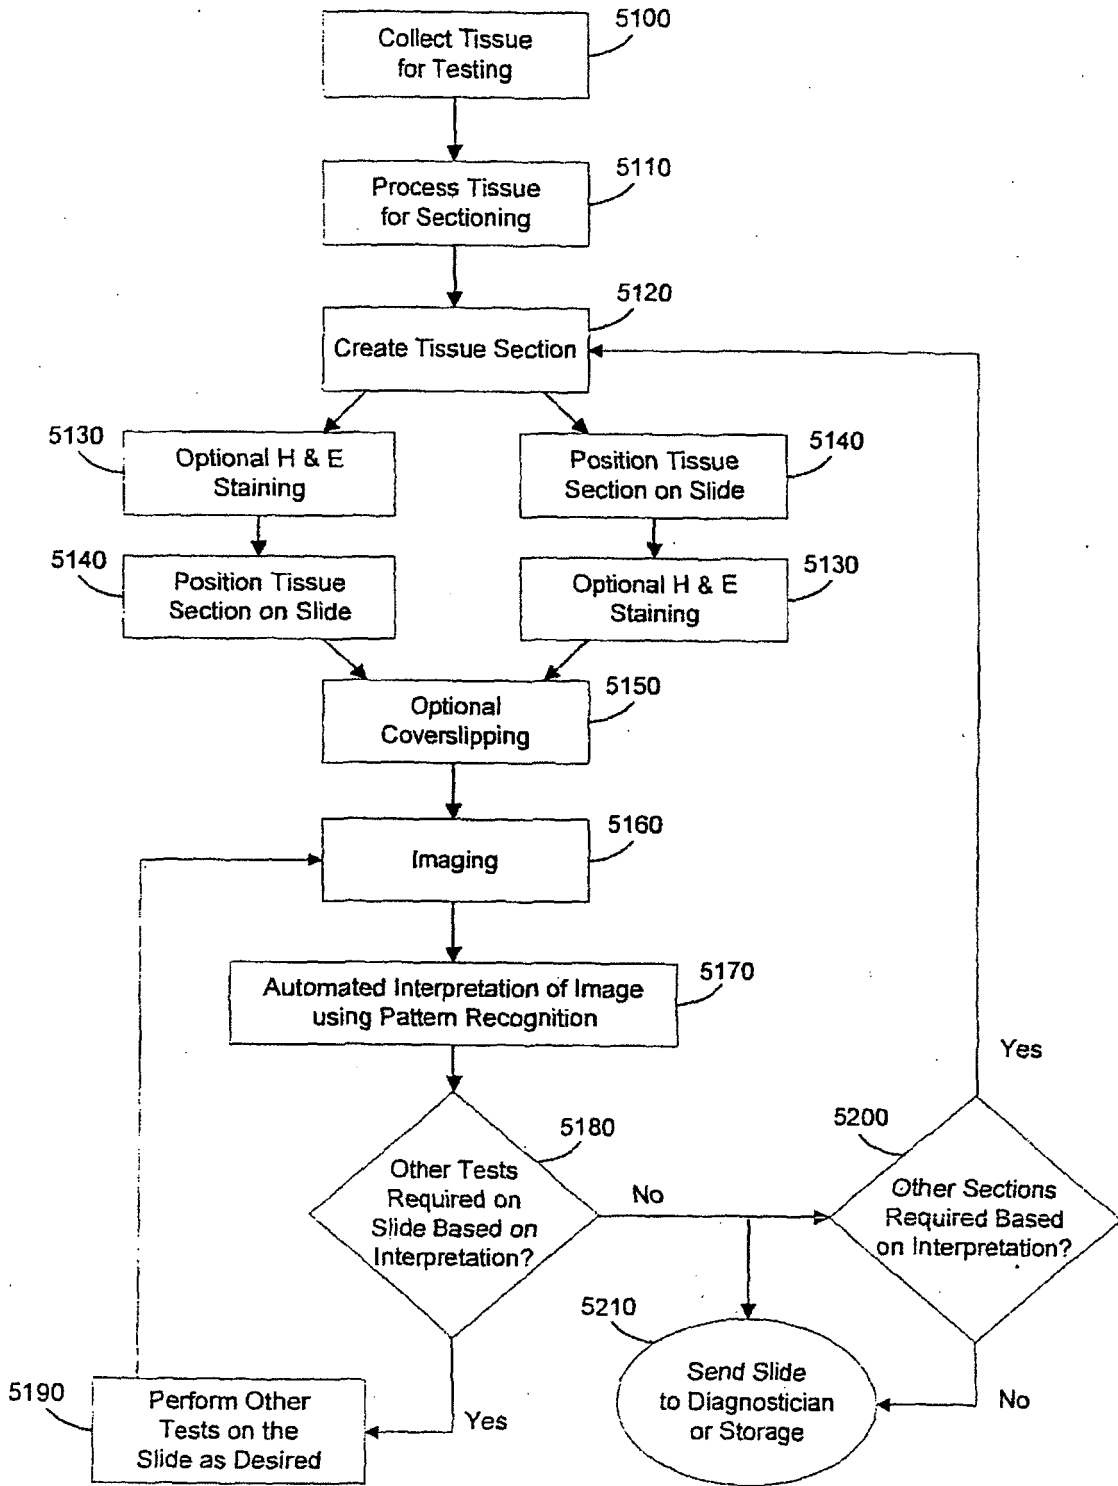 5100
Collect Tissue
for Testing
5110
Process Tissue
for Sectioning
5120
Create Tissue Section
5130
Optional H & E
Staining
5140
Position Tissue
Section on Slide
5140
Position Tissue
Section on Slide
5130
Optional H & E
Staining
5150
Optional
Coverslipping
5160
Imaging
5170
Automated Interpretation of Image
using Pattern Recognition
Yes
5180
Other Tests
Required on
Slide Based on
Interpretation?
No
5200
Other Sections
Required Based
on Interpretation?
5210
Send Slide
to Diagnostician
or Storage
No
5190
Perform Other
Tests on the
Slide as Desired
Yes